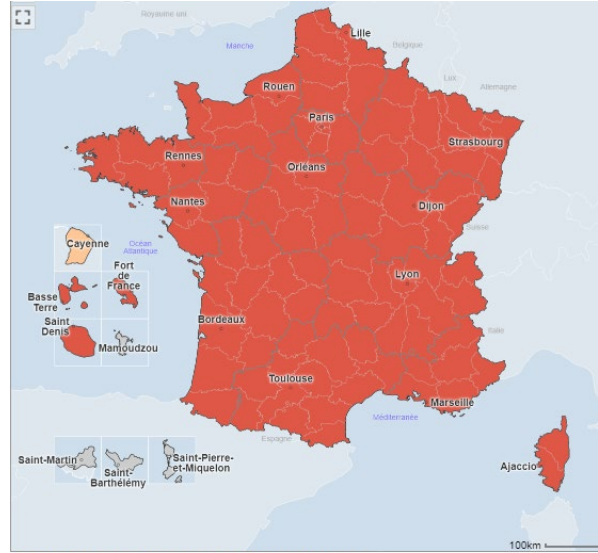 Royaume uni
Lille
Manche
Belgique
Rouen
Lux
Allemagne
Paris
Strasbourg
Rennes
Orléans
Nantes
Dijon
Suisse
Cayenne
Océan
Atlantique
Fort
de
France
Lyon
Basse
Terre
Saint
Denis
Mamoudzou
Bordeaux
Italie
Toulouse
Marseille
Méditerranée
Espagne
Saint-Martin
Saint-
Barthélémy
Saint-Pierre-
et-Miquelon
Ajaccio
100km